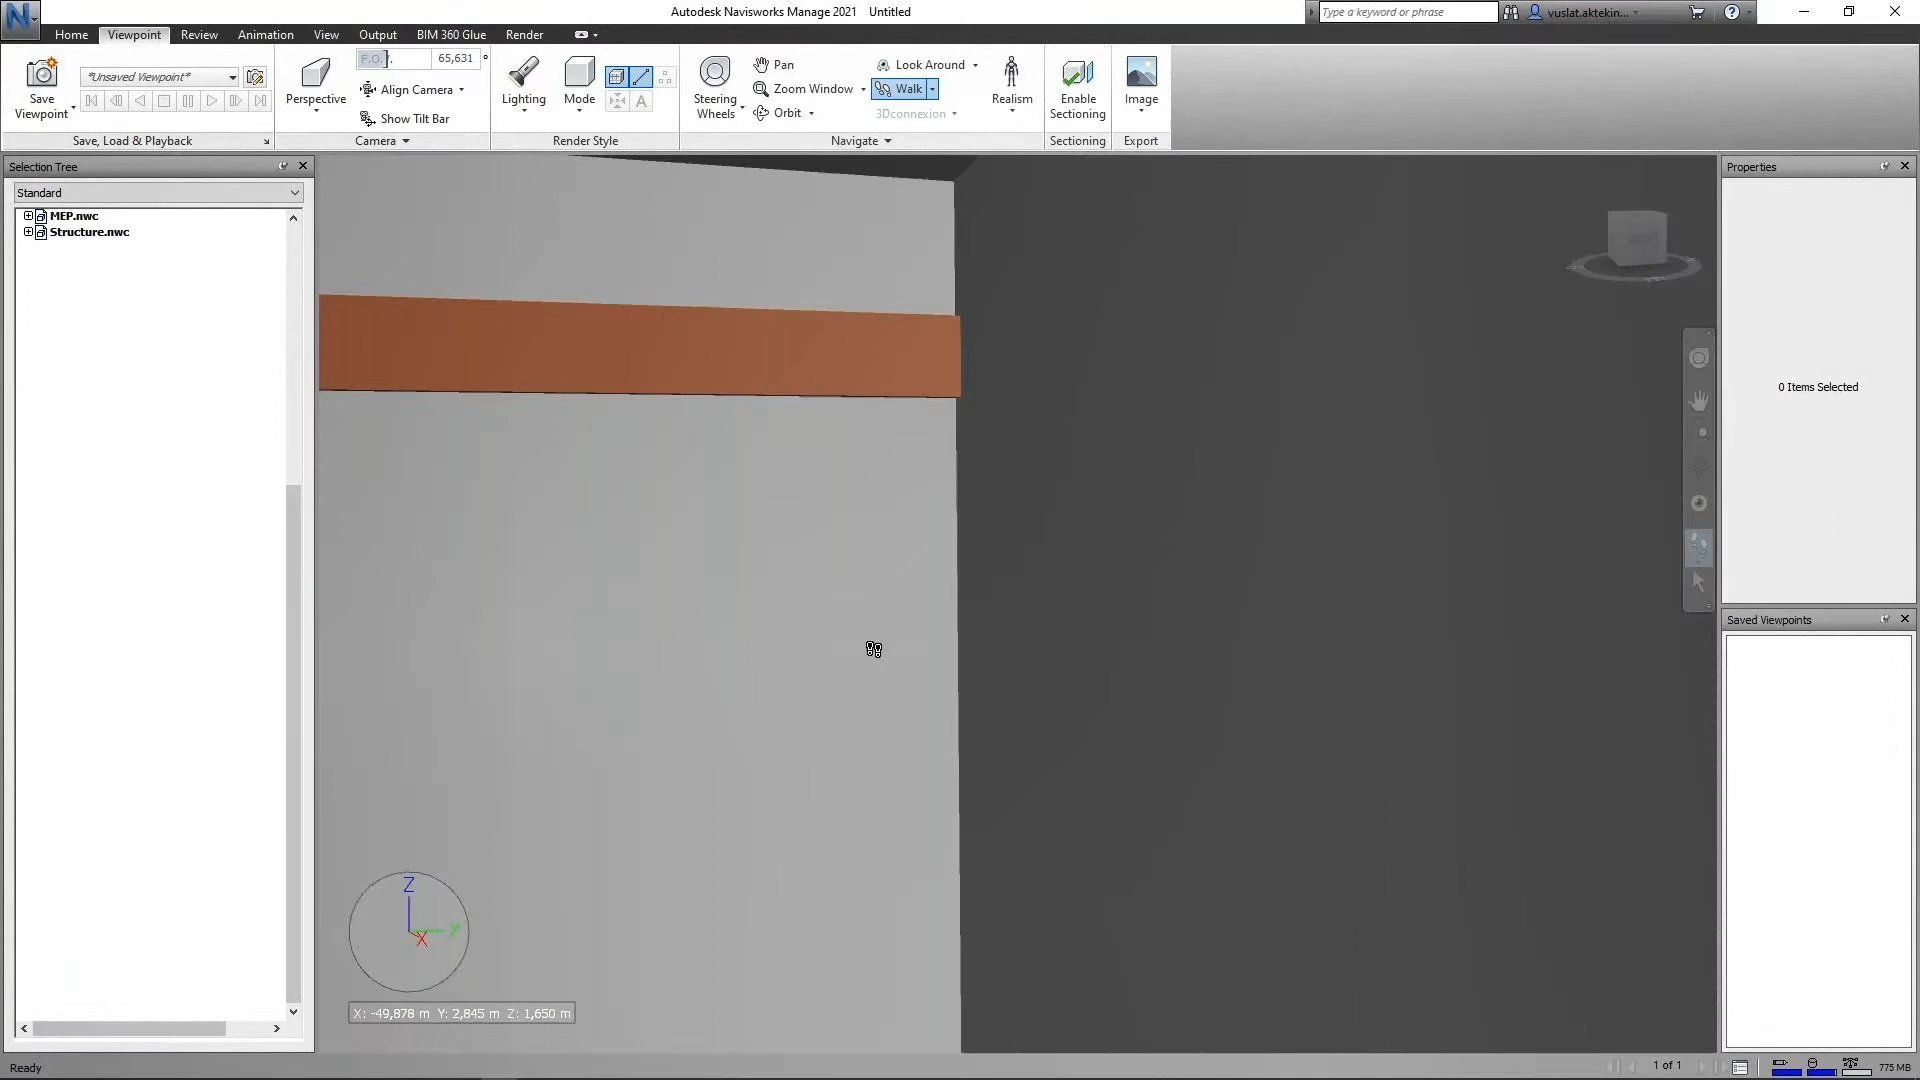 Autodesk Navisworks Manage 2021 Untitled
Type a keyword or phrase
vuslat.aktekin...
Home Viewpoint Review Animation View Output BIM 360 Glue Render
Save Viewpoint
*Unsaved Viewpoint*
Save, Load & Playback
Perspective
F.O.V.
65,631 °
Align Camera
Show Tilt Bar
Camera
Lighting
Mode
A
Render Style
Steering Wheels
Pan
Zoom Window
Orbit
Look Around
Walk
3Dconnexion
Navigate
Realism
Enable Sectioning
Sectioning
Image
Export
Selection Tree
Standard
MEP.nwc
Structure.nwc
Properties
0 Items Selected
Saved Viewpoints
Z
Y
X
X: -49,878 m Y: 2,845 m Z: 1,650 m
Ready
1 of 1
775 MB